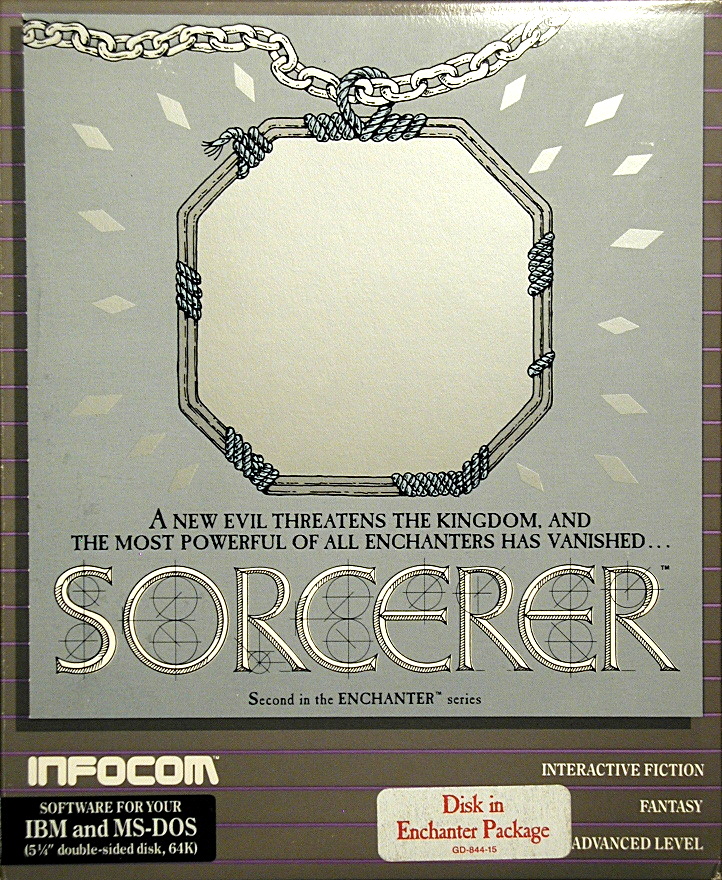 A NEW EVIL THREATENS THE KINGDOM, AND
THE MOST POWERFUL OF ALL ENCHANTERS HAS VANISHED...
SORCERER™
Second in the ENCHANTER™ series
INFOCOM™
INTERACTIVE FICTION
SOFTWARE FOR YOUR
IBM and MS-DOS
(5¼" double-sided disk, 64K)
Disk in
Enchanter Package
GD-844-15
FANTASY
ADVANCED LEVEL